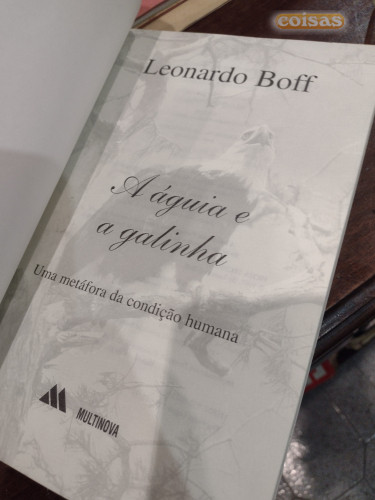 coisas
Leonardo Boff
A águia e
a galinha
Uma metáfora da condição humana
MULTINOVA